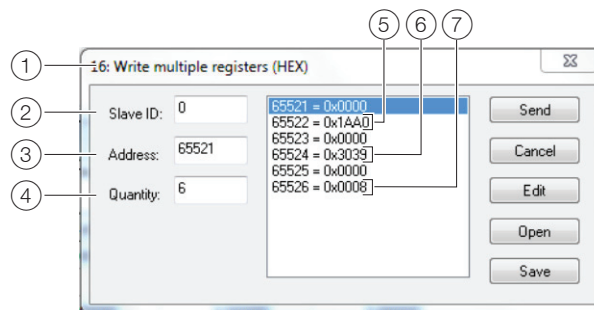 5 6 7
1 16: Write multiple registers (HEX)
2 Slave ID: 0
3 Address: 65521
4 Quantity: 6
65521 = 0x0000
65522 = 0x1AA0
65523 = 0x0000
65524 = 0x3039
65525 = 0x0000
65526 = 0x0008
Send
Cancel
Edit
Open
Save